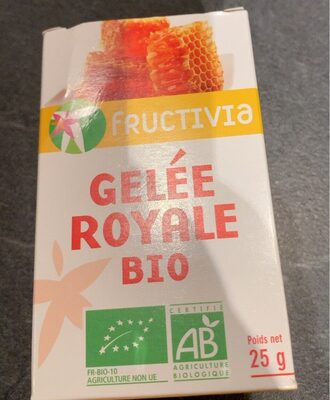 FRUCTIVIa
GELÉE
ROYALE
BIO
CERTIFIÉ
AB
AGRICULTURE
BIOLOGIQUE
FR-BIO-10
AGRICULTURE NON UE
Poids net
25 g